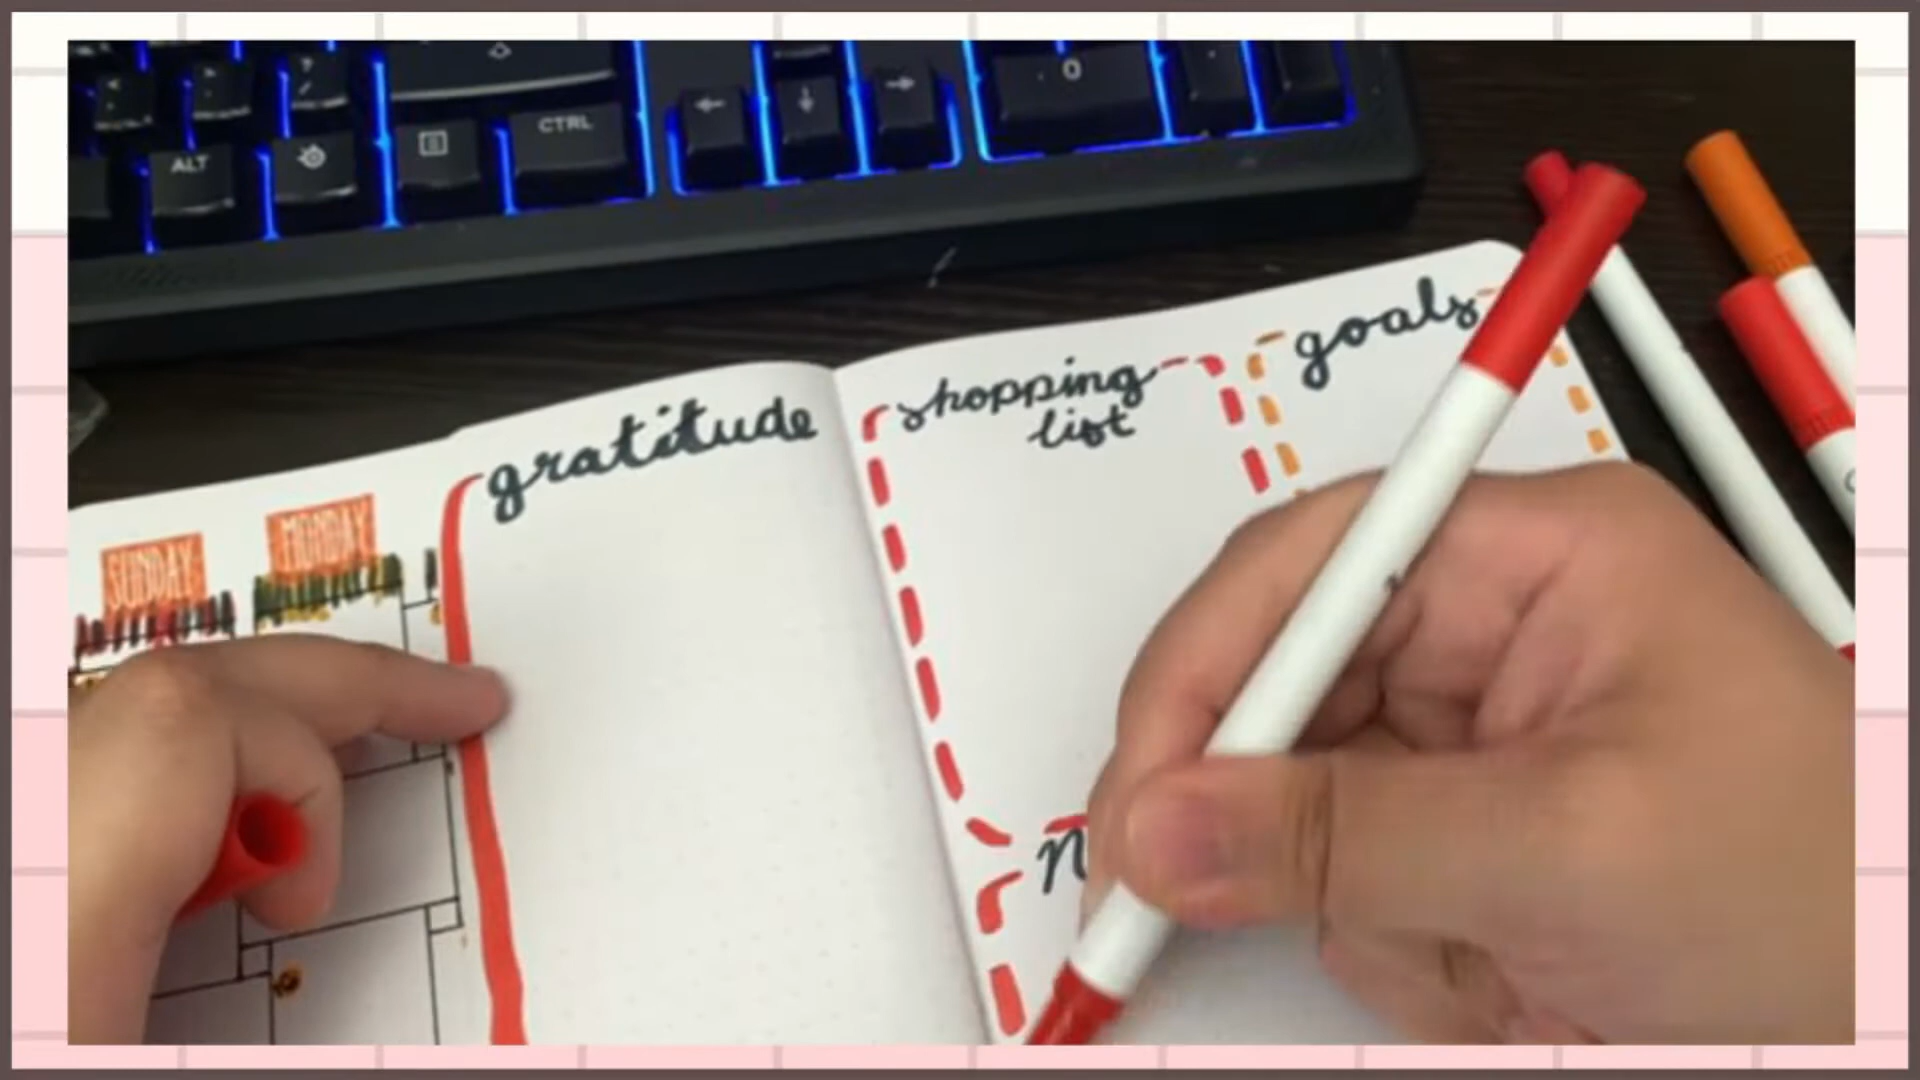 ALT
CTRL
0
gratitude
shopping
list
goals
SUNDAY
MONDAY
n